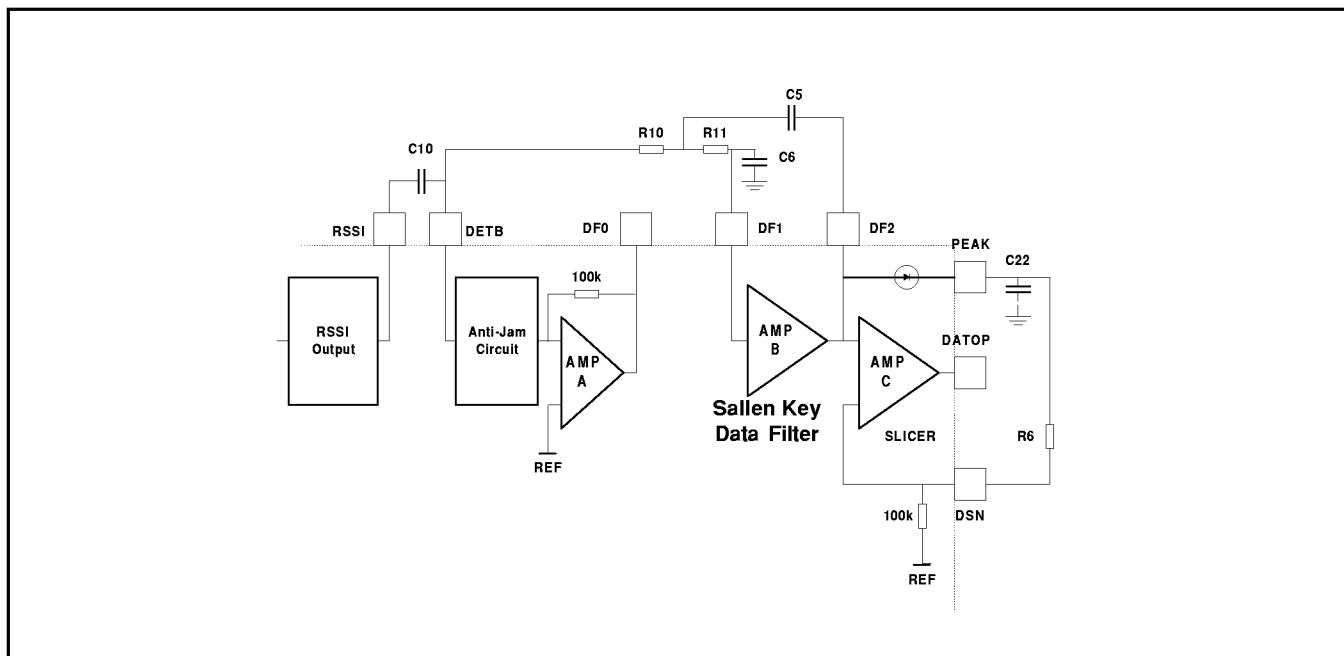 C5
R10
R11
C10
C6
RSSI
DETB
DF0
DF1
DF2
PEAK
C22
100k
RSSI
Output
Anti-Jam
Circuit
AMP
A
AMP
B
AMP
C
DATOP
Sallen Key
Data Filter
SLICER
R6
REF
100k
DSN
REF